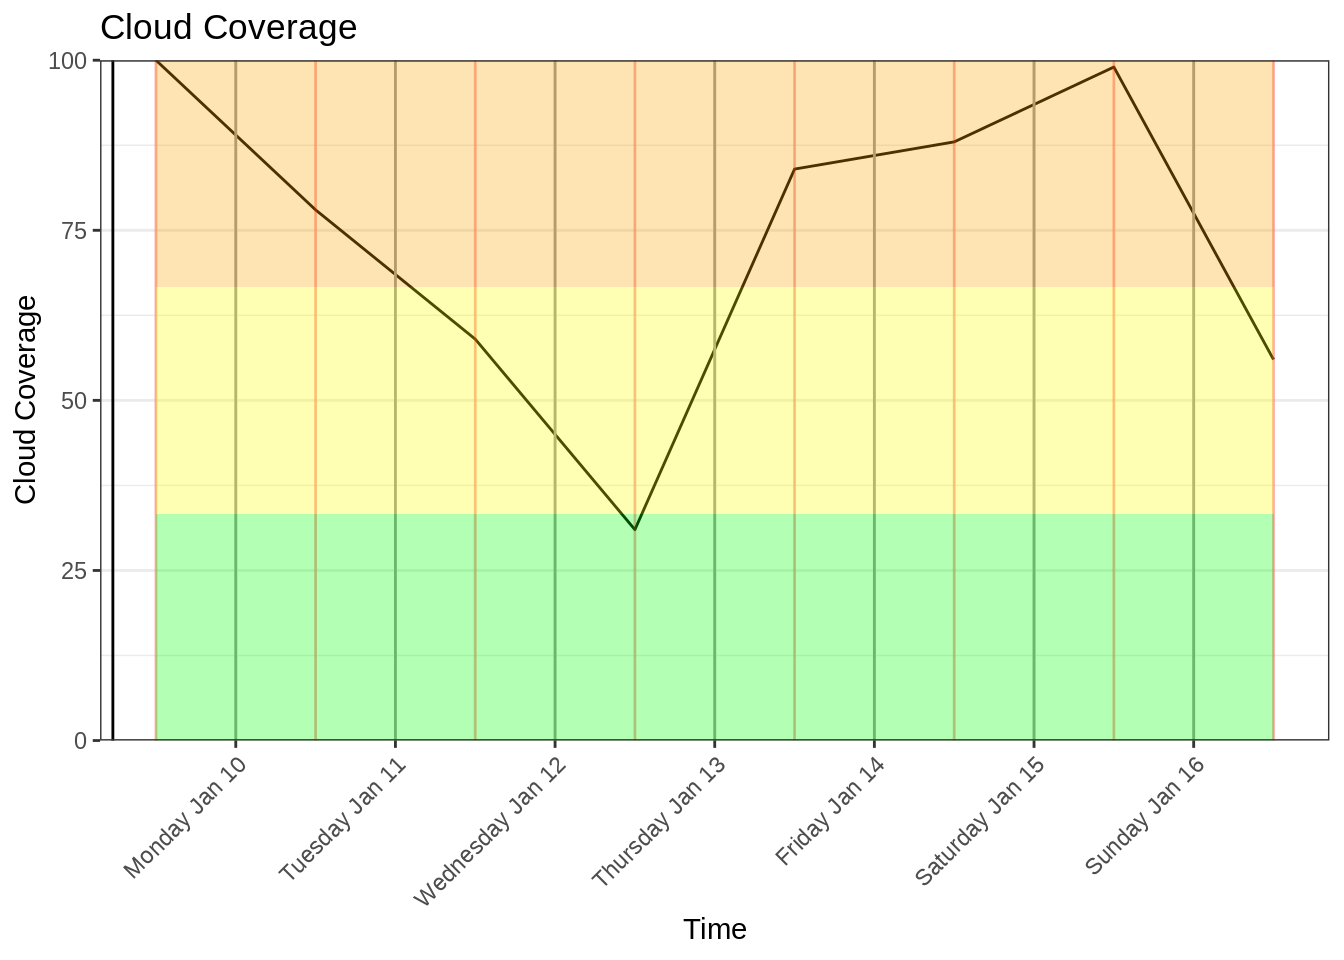 Cloud Coverage
Cloud Coverage
100
75
50
25
0
Monday Jan 10
Tuesday Jan 11
Wednesday Jan 12
Thursday Jan 13
Friday Jan 14
Saturday Jan 15
Sunday Jan 16
Time